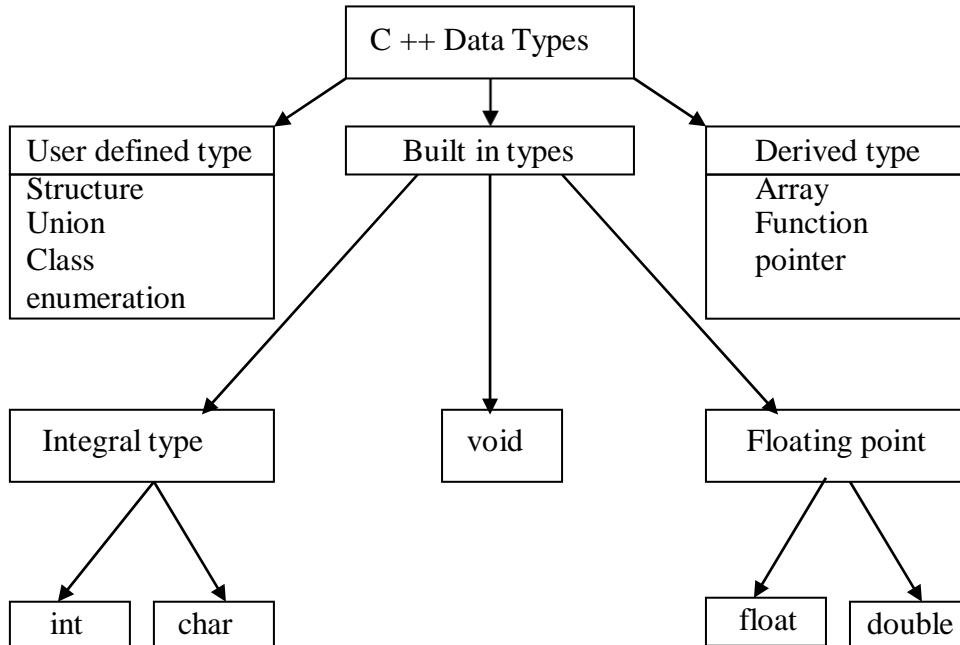 C ++ Data Types
User defined type
Structure
Union
Class
enumeration
Built in types
Derived type
Array
Function
pointer
Integral type
void
Floating point
int
char
float
double